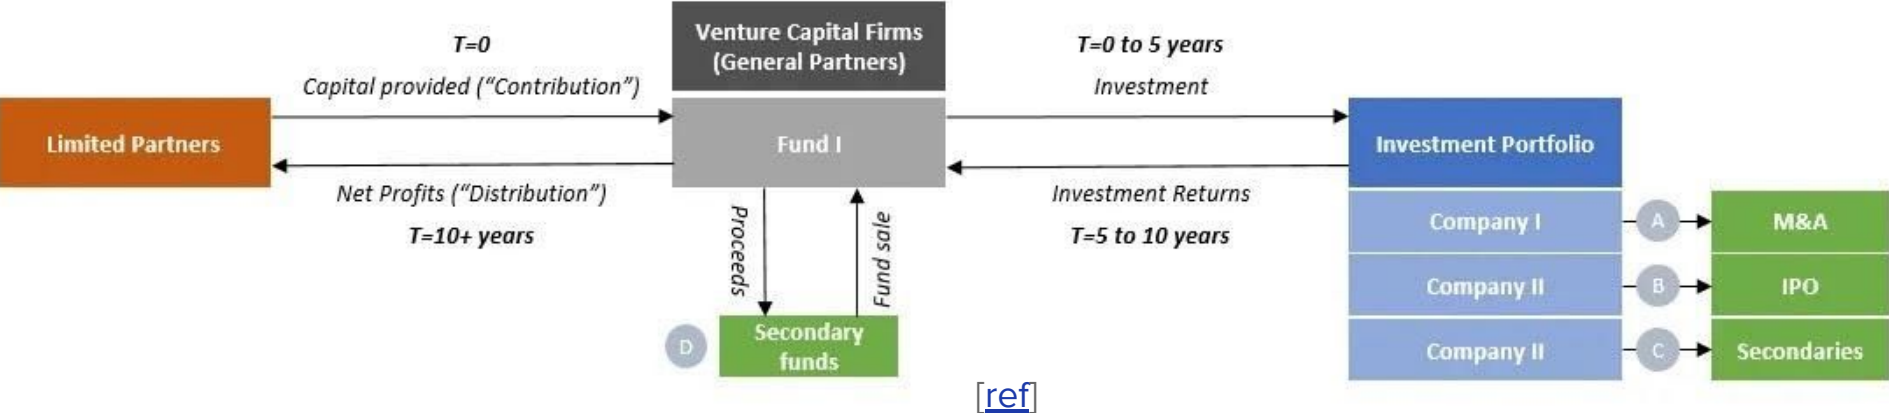 T=0
Capital provided (“Contribution”)
Limited Partners
Net Profits (“Distribution”)
T=10+ years
Venture Capital Firms
(General Partners)
Fund I
Proceeds
Fund sale
D
Secondary
funds
T=0 to 5 years
Investment
Investment Returns
T=5 to 10 years
Investment Portfolio
Company I
A
M&A
Company II
B
IPO
Company II
C
Secondaries
[ref]